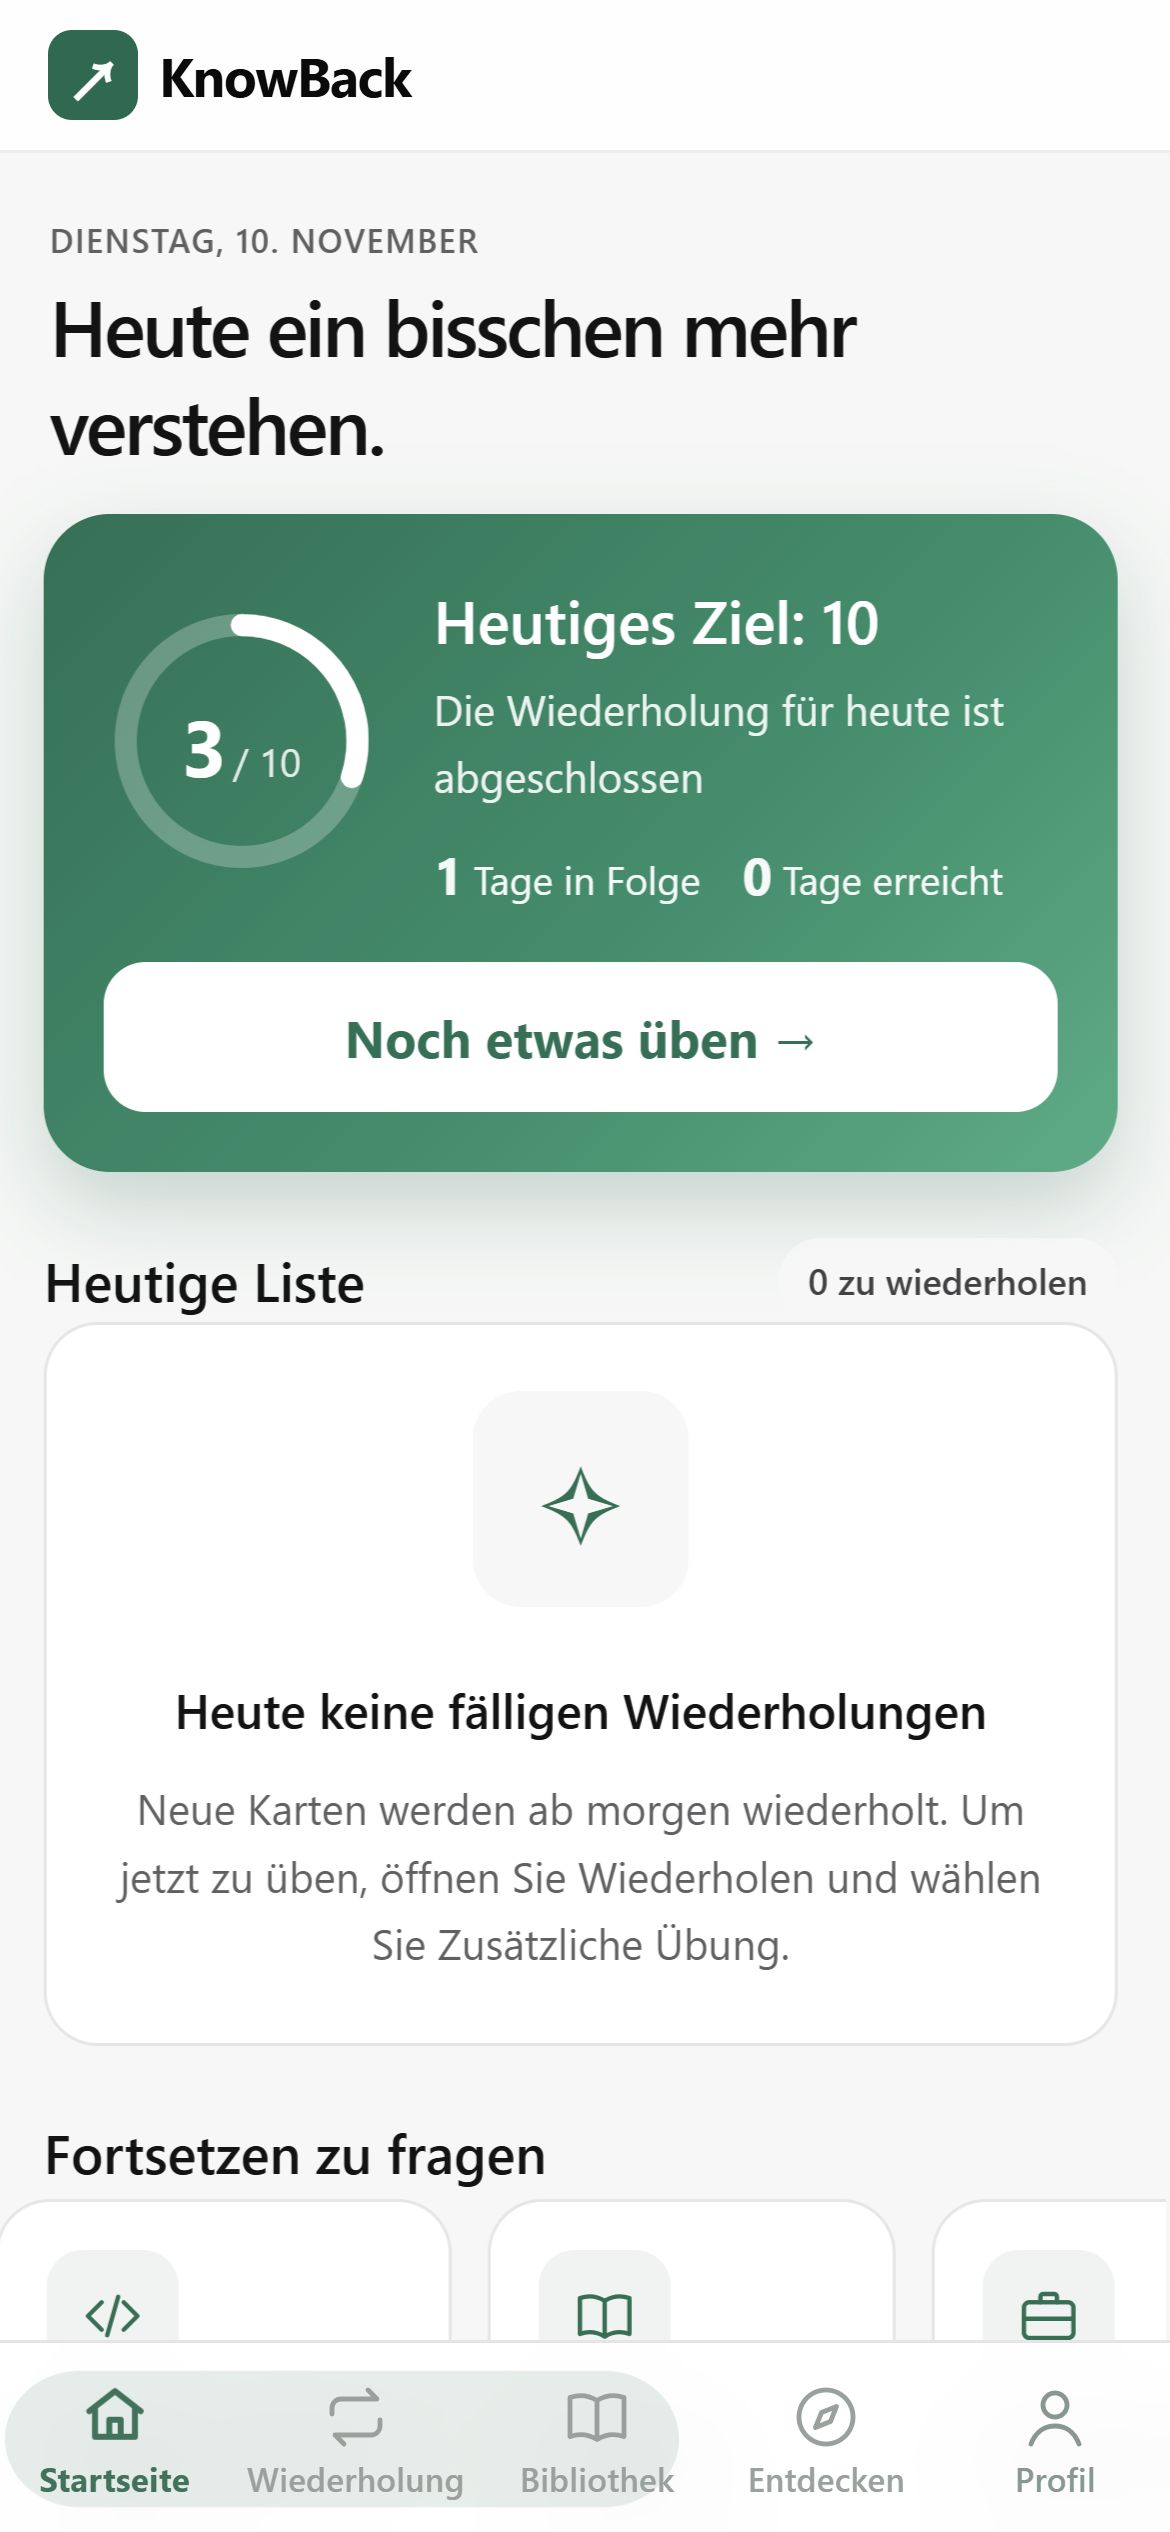 KnowBack
DIENSTAG, 10. NOVEMBER
Heute ein bisschen mehr
verstehen.
3 / 10
Heutiges Ziel: 10
Die Wiederholung für heute ist
abgeschlossen
1 Tage in Folge 0 Tage erreicht
Noch etwas üben →
Heutige Liste
0 zu wiederholen
Heute keine fälligen Wiederholungen
Neue Karten werden ab morgen wiederholt. Um
jetzt zu üben, öffnen Sie Wiederholen und wählen
Sie Zusätzliche Übung.
Fortsetzen zu fragen
Startseite
Wiederholung
Bibliothek
Entdecken
Profil